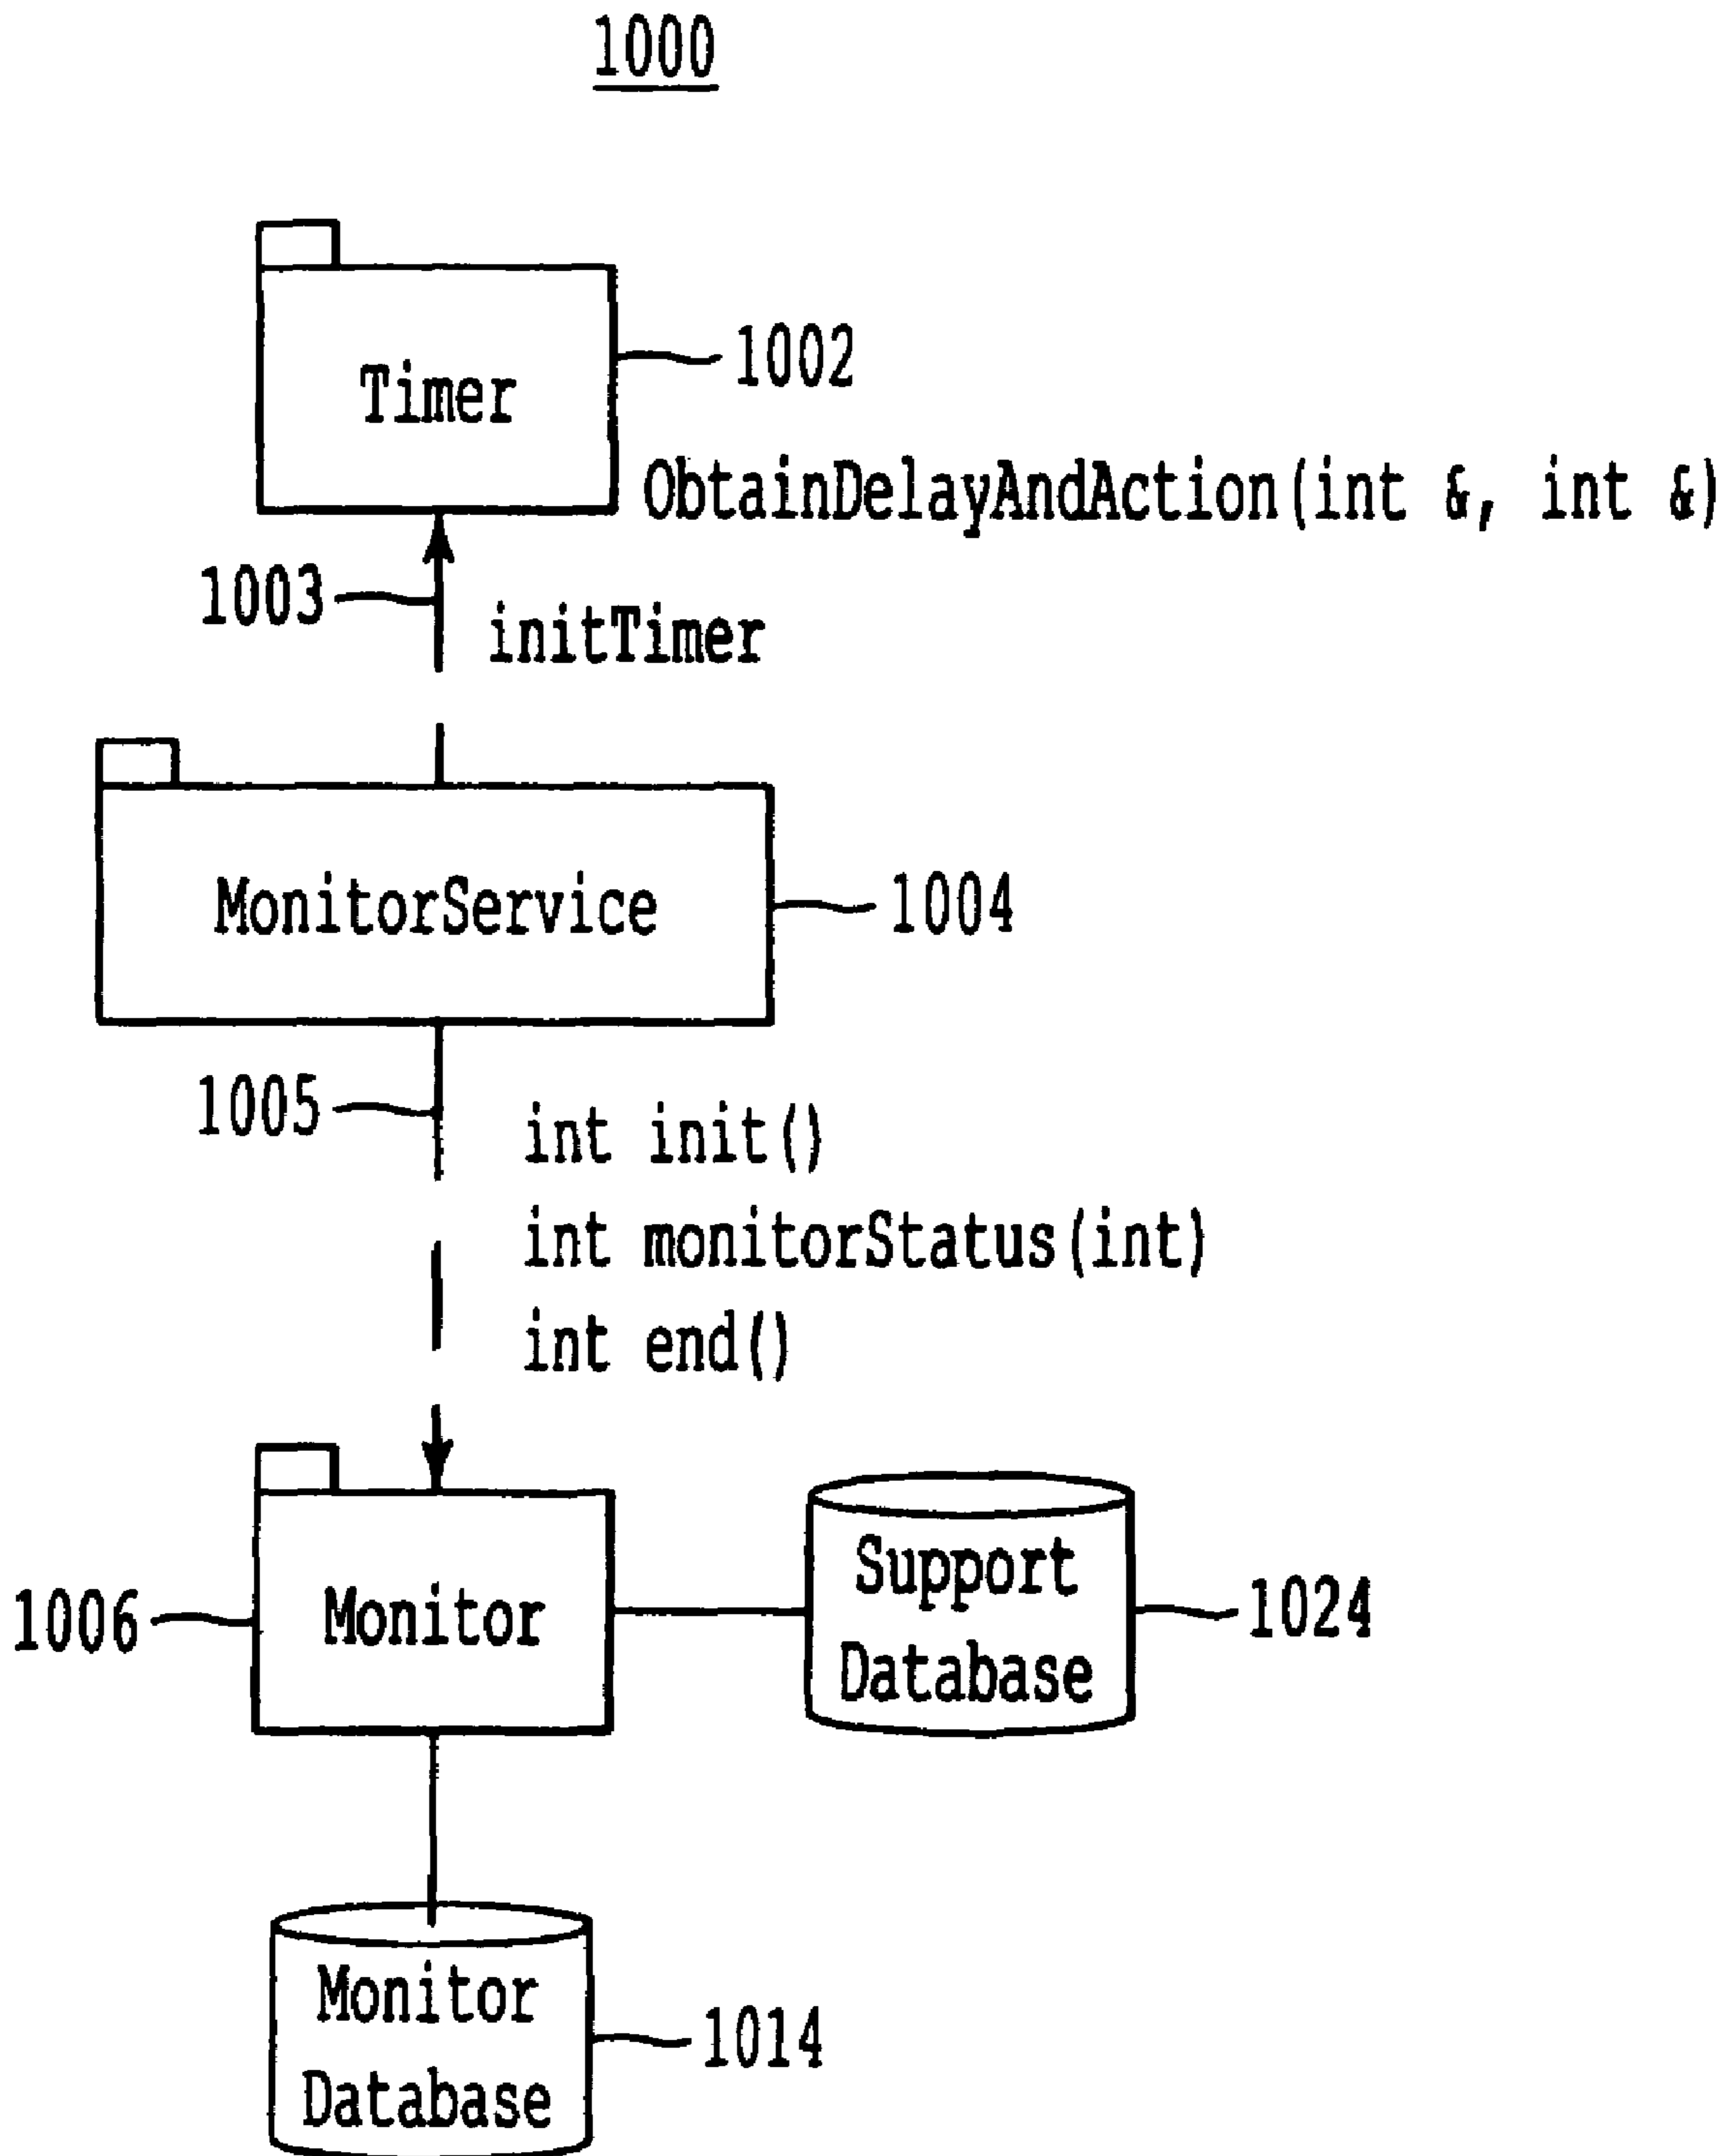 1000
Timer
1002
ObtainDelayAndAction(int &, int &)
1003
initTimer
MonitorService
1004
1005
int init()
int monitorStatus(int)
int end()
1006
Monitor
Support
Database
1024
Monitor
Database
1014